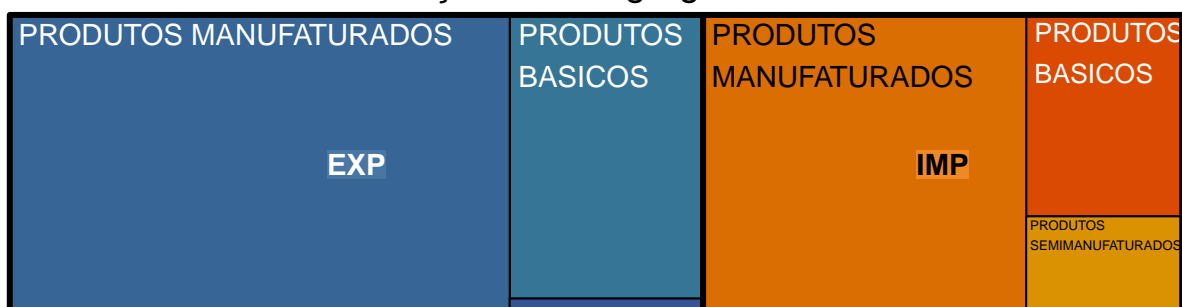 PRODUTOS MANUFATURADOS
EXP
PRODUTOS
BASICOS
PRODUTOS
MANUFATURADOS
IMP
PRODUTOS
BASICOS
PRODUTOS
SEMIMANUFATURADOS